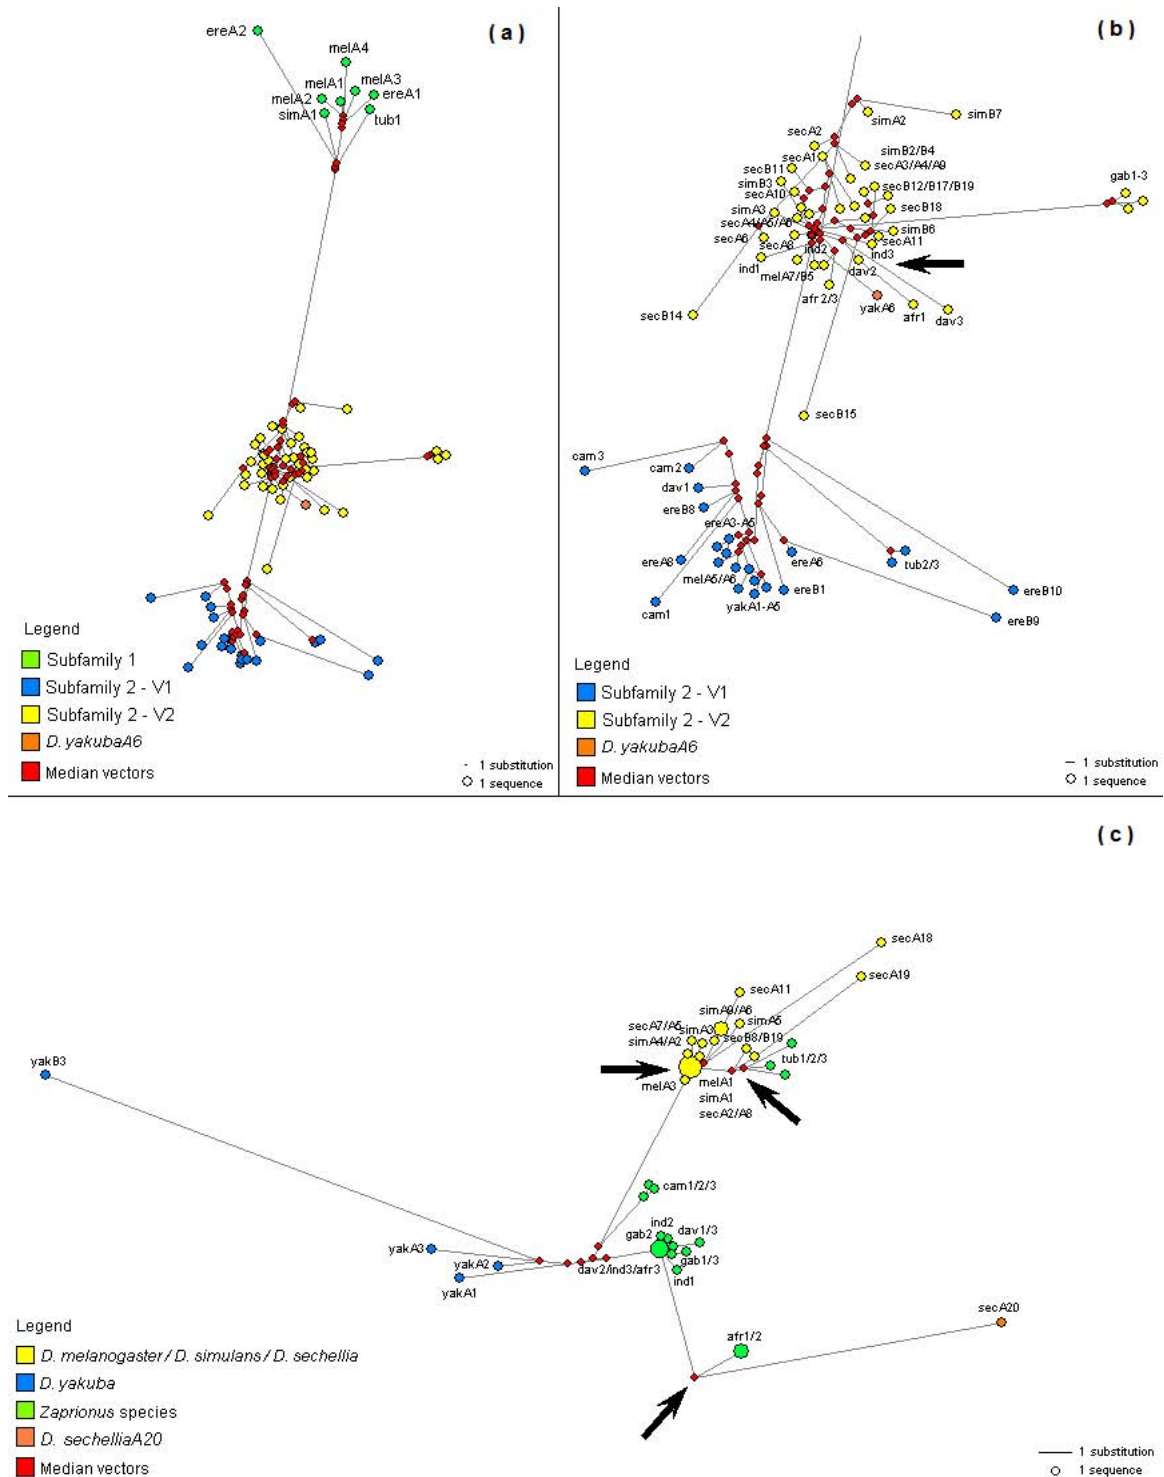 ( a )
ereA2
melA4
melA1
melA3
melA2
ereA1
simA1
tub1
Legend
Subfamily 1
Subfamily 2 - V1
Subfamily 2 - V2
D. yakubaA6
Median vectors
1 substitution
1 sequence
( b )
simB7
simA2
secA2
simB2/B4
secA1
secA3/A4/A9
secB11
gab1-3
simB3
secB12/B17/B19
secA10
simA3
secB18
secA4/A5/A6
simB6
secA6
secA8
secA11
ind2
ind3
ind1
melA7/B5
dav2
afr2/3
yakA6
afr1
dav3
secB14
secB15
cam3
cam2
dav1
ereB8
ereA3-A5
ereA8
ereA6
tub2/3
melA5/A6
ereB1
ereB10
yakA1-A5
cam1
ereB9
Legend
Subfamily 2 - V1
Subfamily 2 - V2
D. yakubaA6
Median vectors
1 substitution
1 sequence
( c )
secA18
secA19
secA11
simA9/A6
secA7/A5
simA3
simA5
simA4/A2
secB8/B19
tub1/2/3
yakB3
melA3
melA1
simA1
secA2/A8
cam1/2/3
ind2
gab2
dav1/3
yakA3
yakA2
dav2/ind3/afr3
gab1/3
yakA1
ind1
secA20
afr1/2
Legend
D. melanogaster / D. simulans / D. sechellia
D. yakuba
Zaprionus species
D. sechelliaA20
Median vectors
1 substitution
1 sequence